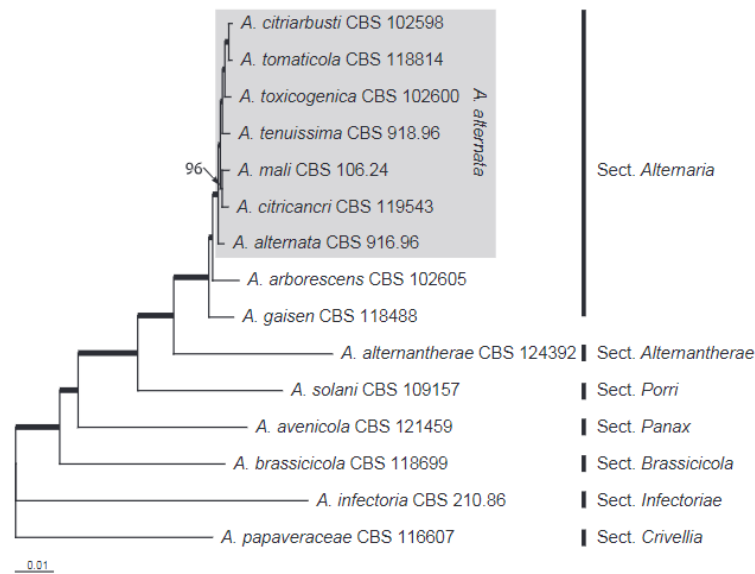 A. citriarbusti CBS 102598
A. tomaticola CBS 118814
A. toxicogenica CBS 102600
A. tenuissima CBS 918.96
96
A. mali CBS 106.24
A. citricancri CBS 119543
A. alternata CBS 916.96
A. alternata
Sect. Alternaria
A. arborescens CBS 102605
A. gaisen CBS 118488
A. alternantherae CBS 124392 Sect. Alternantherae
A. solani CBS 109157 Sect. Porri
A. avenicola CBS 121459 Sect. Panax
A. brassicicola CBS 118699 Sect. Brassicicola
A. infectoria CBS 210.86 Sect. Infectoriae
A. papaveraceae CBS 116607 Sect. Crivellia
0.01